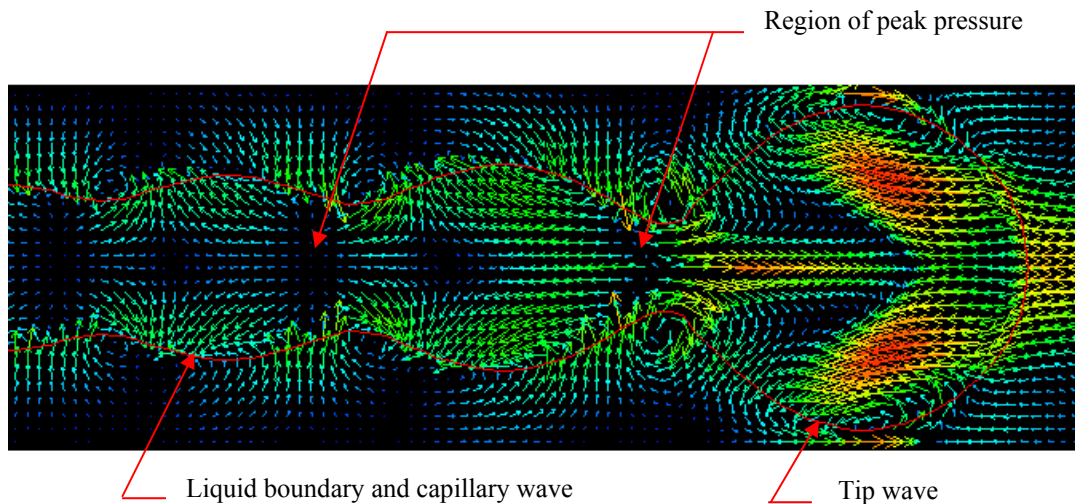 Region of peak pressure
Liquid boundary and capillary wave
Tip wave